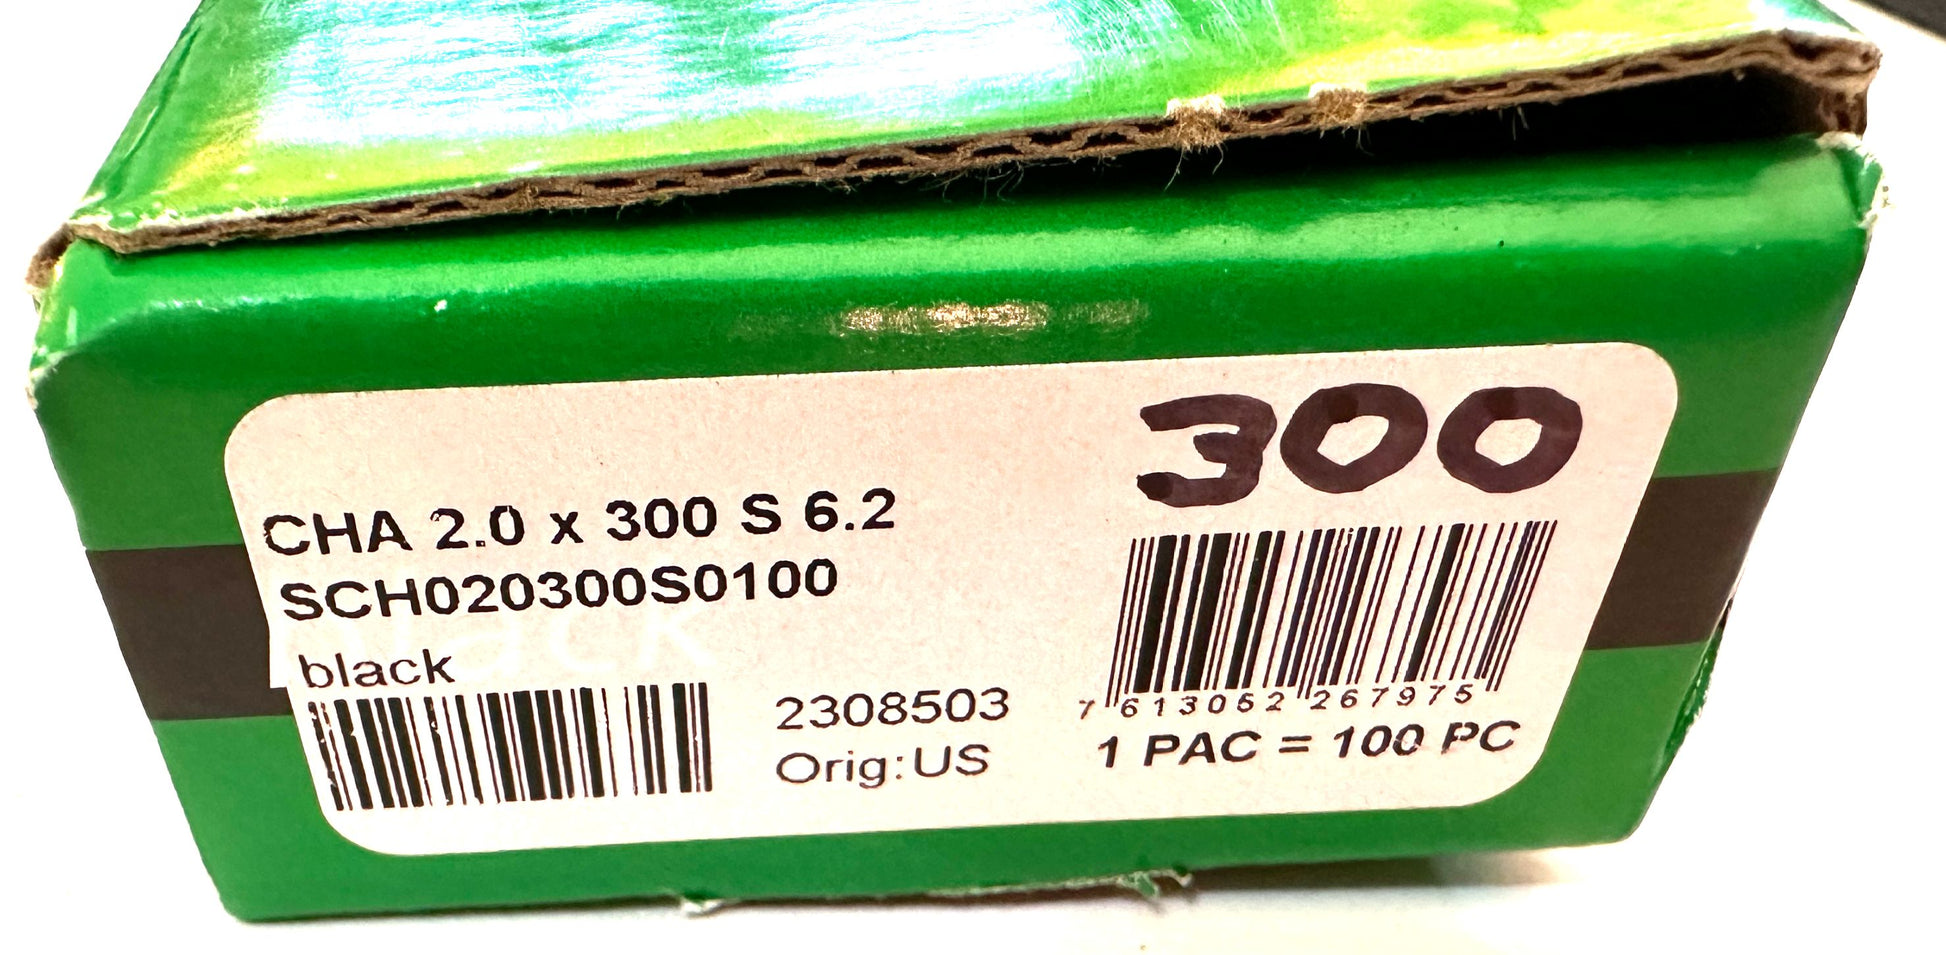 300
CHA 2.0 x 300 S 6.2
SCH020300S0100
black
black
2308503
Orig:US
7 613052 267975
1 PAC = 100 PC